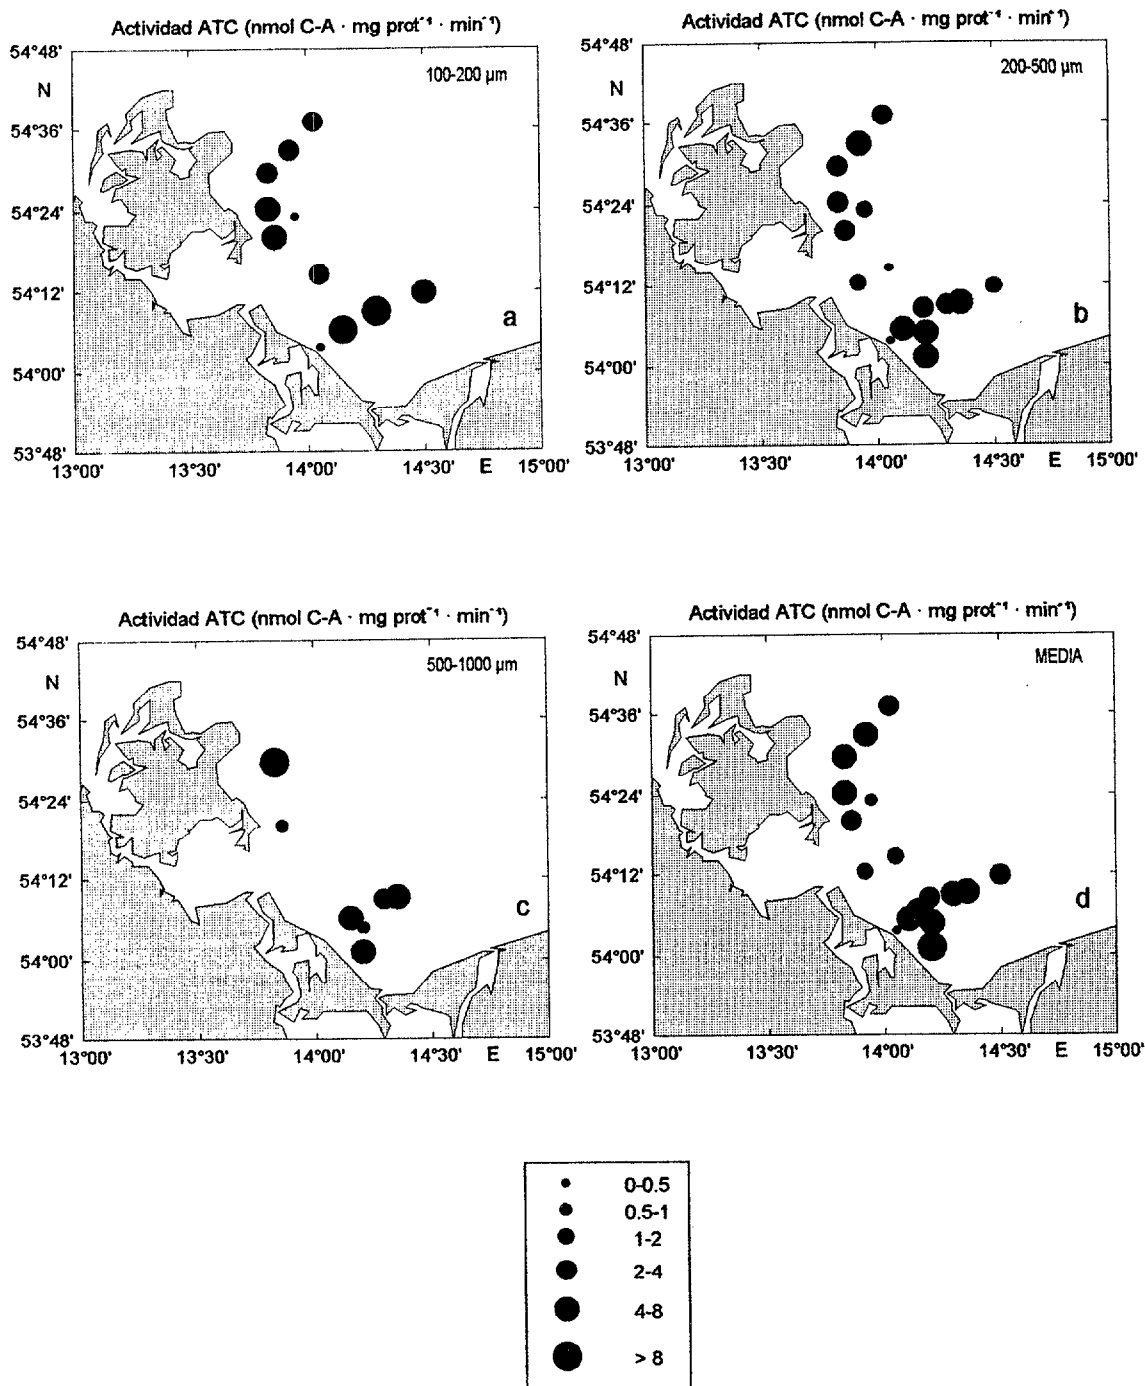 Actividad ATC (nmol C-A · mg prot⁻¹ · min⁻¹)
54°48'
N
100-200 µm
54°36'
54°24'
54°12'
a
54°00'
53°48'
13°00' 13°30' 14°00' 14°30' E 15°00'
Actividad ATC (nmol C-A · mg prot⁻¹ · min⁻¹)
54°48'
N
200-500 µm
54°36'
54°24'
54°12'
b
54°00'
53°48'
13°00' 13°30' 14°00' 14°30' E 15°00'
Actividad ATC (nmol C-A · mg prot⁻¹ · min⁻¹)
54°48'
N
500-1000 µm
54°36'
54°24'
54°12'
c
54°00'
53°48'
13°00' 13°30' 14°00' 14°30' E 15°00'
Actividad ATC (nmol C-A · mg prot⁻¹ · min⁻¹)
54°48'
N
MEDIA
54°36'
54°24'
54°12'
d
54°00'
53°48'
13°00' 13°30' 14°00' 14°30' E 15°00'
0-0.5
0.5-1
1-2
2-4
4-8
> 8